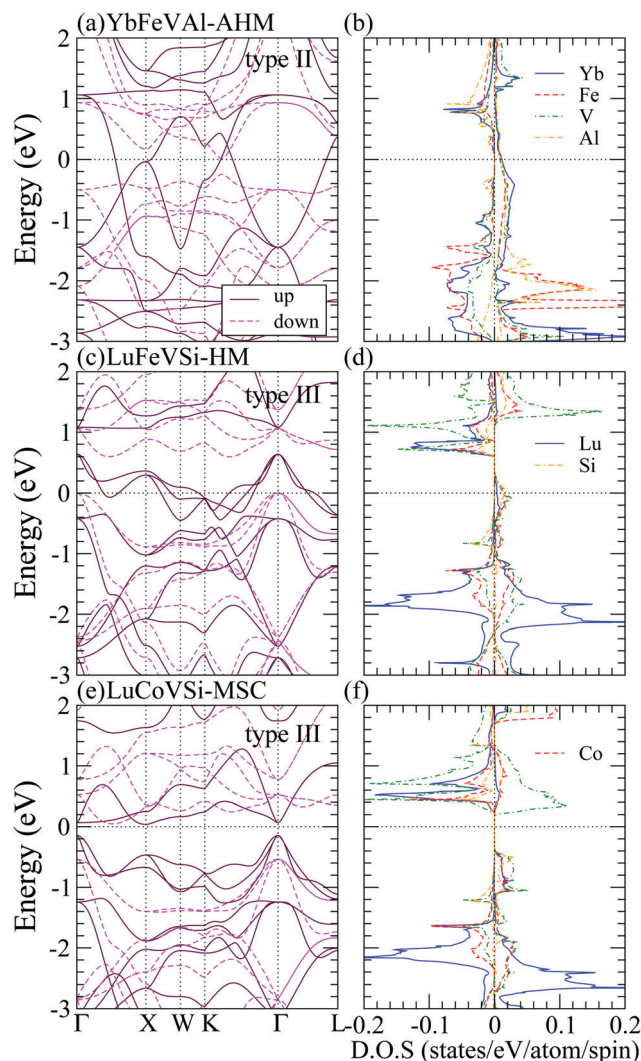 (a)YbFeVAl-AHM
(b)
type II
Energy (eV)
2
1
0
-1
-2
-3
up
down
Yb
Fe
V
Al
(c)LuFeVSi-HM
(d)
type III
Energy (eV)
2
1
0
-1
-2
-3
Lu
Si
(e)LuCoVSi-MSC
(f)
type III
Energy (eV)
2
1
0
-1
-2
-3
Co
Γ X W K Γ L
-0.2 -0.1 0 0.1 0.2
D.O.S (states/eV/atom/spin)